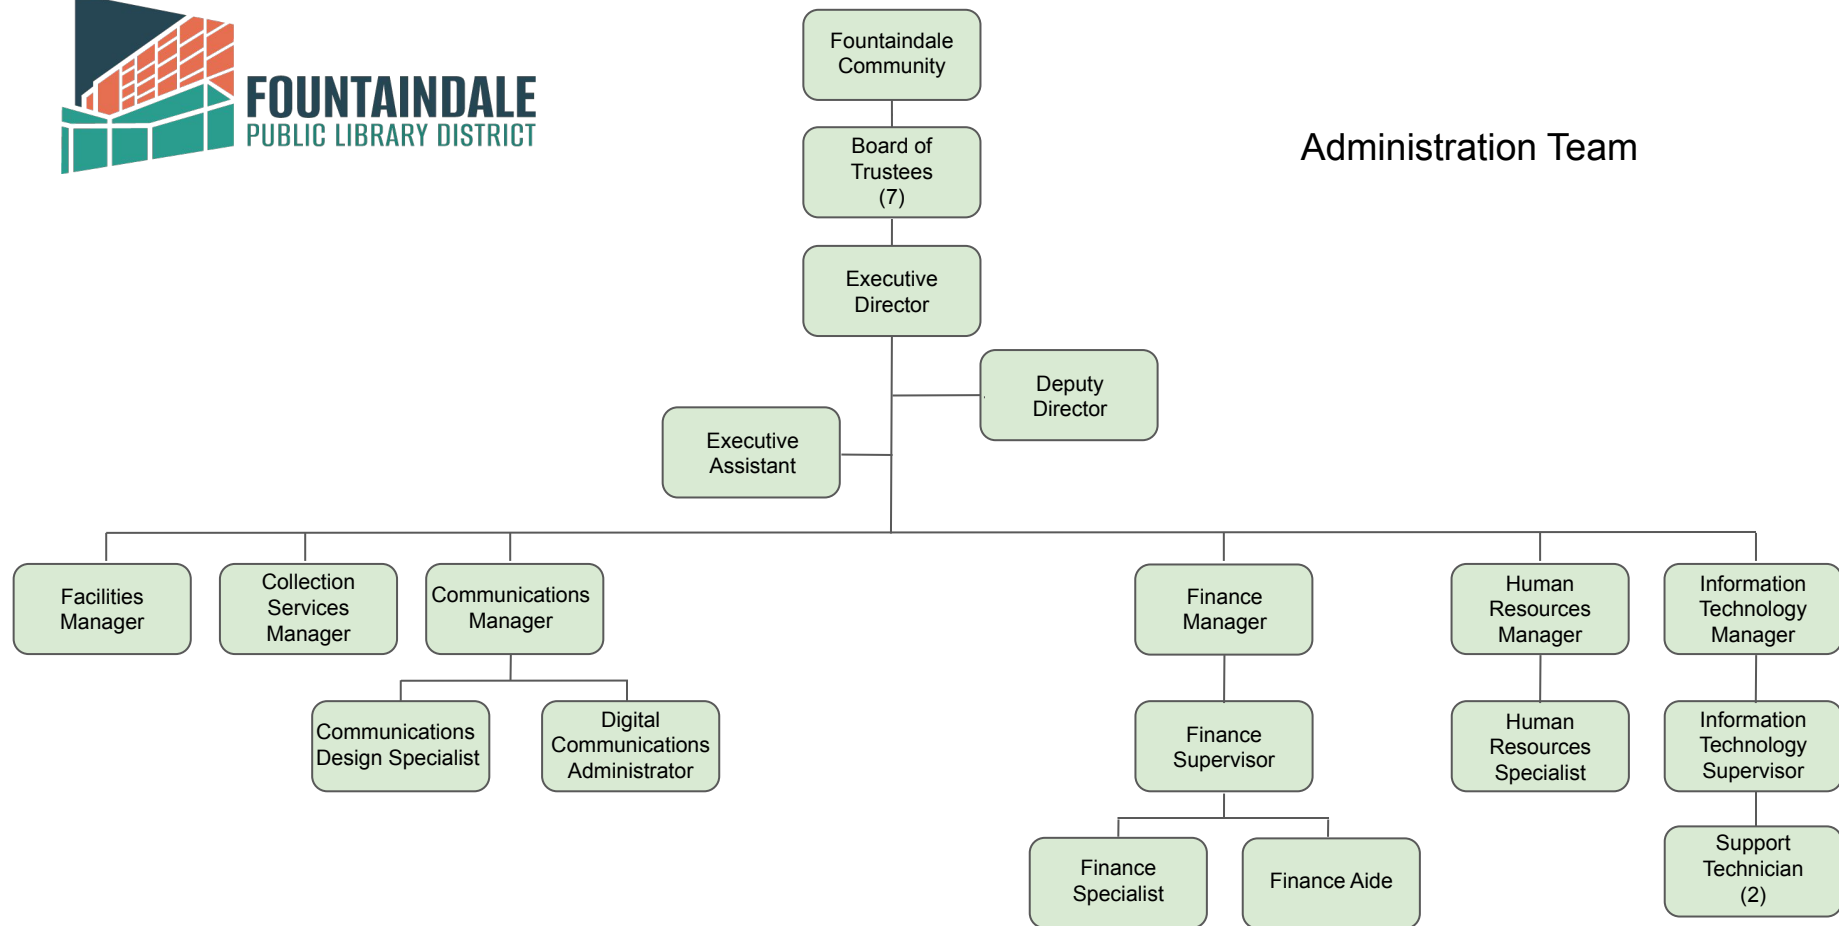 FOUNTAINDALE
PUBLIC LIBRARY DISTRICT
Administration Team
Fountaindale
Community
Board of
Trustees
(7)
Executive
Director
Deputy
Director
Executive
Assistant
Facilities
Manager
Collection
Services
Manager
Communications
Manager
Finance
Manager
Human
Resources
Manager
Information
Technology
Manager
Communications
Design Specialist
Digital
Communications
Administrator
Finance
Supervisor
Human
Resources
Specialist
Information
Technology
Supervisor
Finance
Specialist
Finance Aide
Support
Technician
(2)